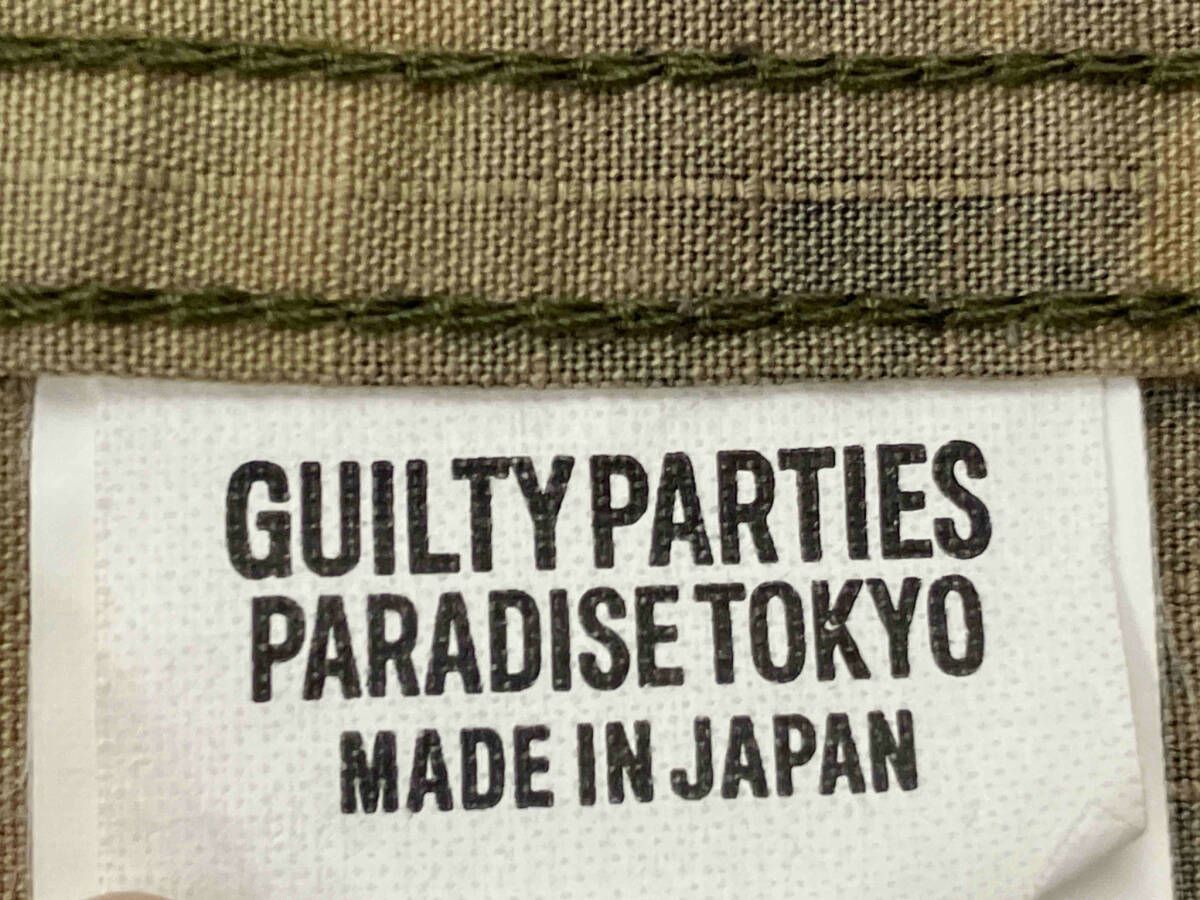 GUILTY PARTIES
PARADISE TOKYO
MADE IN JAPAN